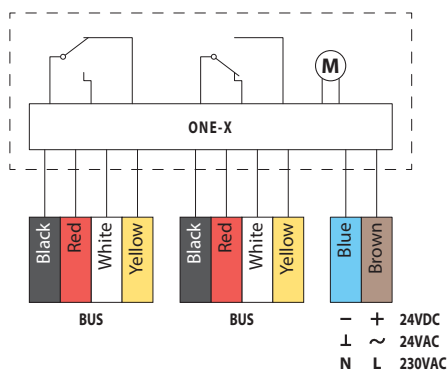 M
ONE-X
Black Red White Yellow Black Red White Yellow Blue Brown
BUS BUS
− + 24VDC
⊥ ~ 24VAC
N L 230VAC